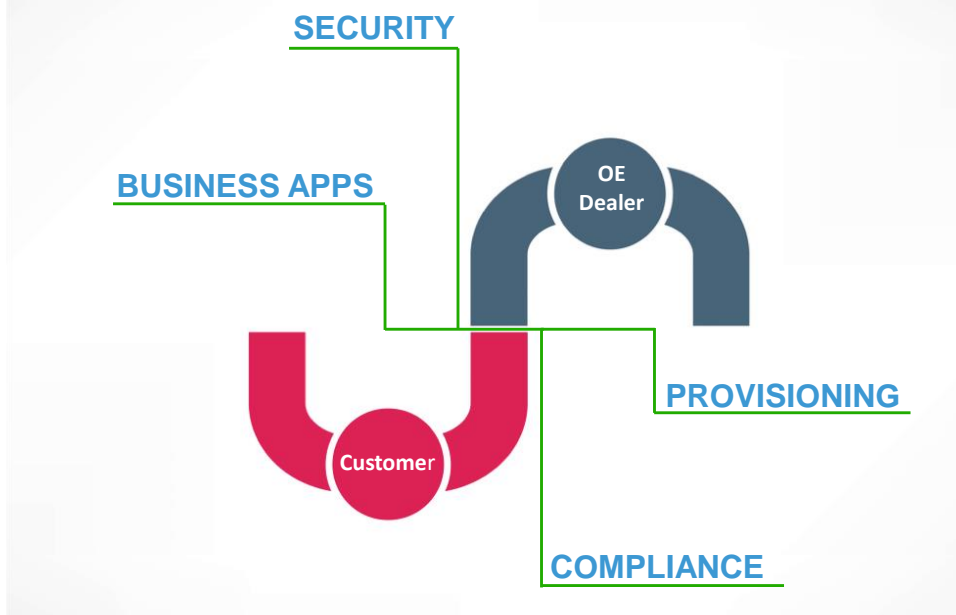 SECURITY
OE
Dealer
BUSINESS APPS
PROVISIONING
Customer
COMPLIANCE